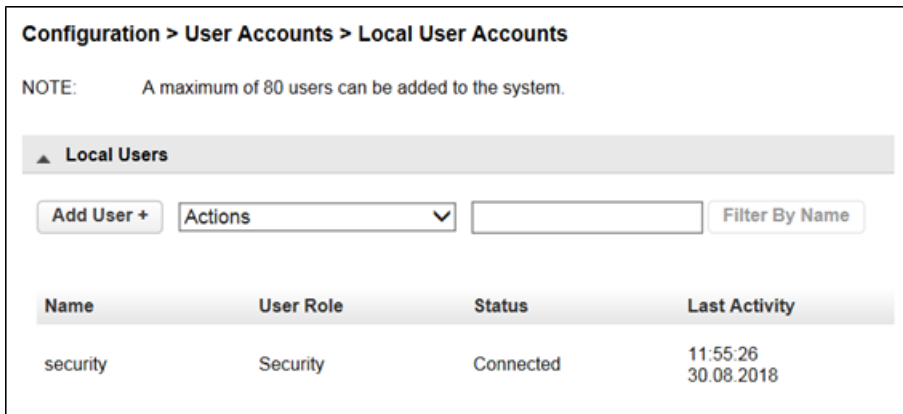 Configuration > User Accounts > Local User Accounts
NOTE: A maximum of 80 users can be added to the system.
Local Users
Add User + Actions Filter By Name
Name User Role Status Last Activity
security Security Connected 11:55:26
30.08.2018